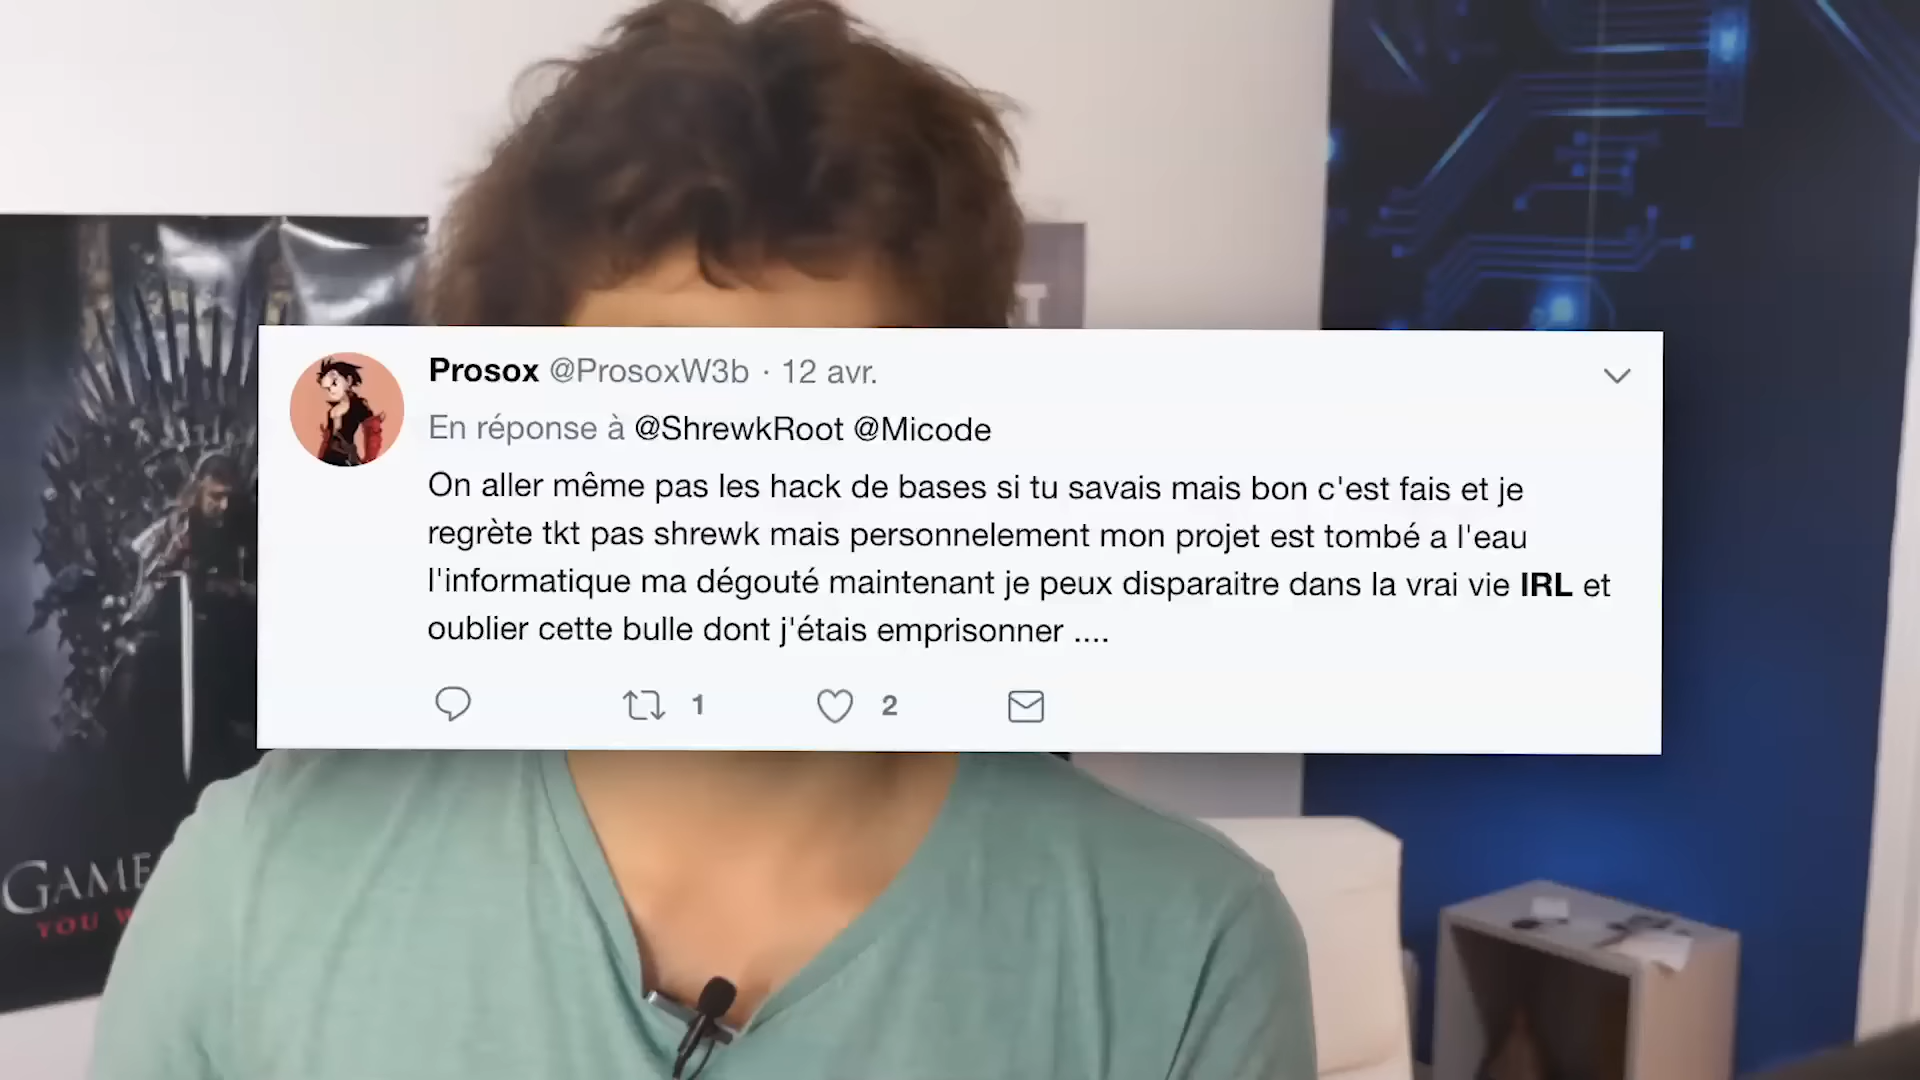 Prosox @ProsoxW3b · 12 avr.
En réponse à @ShrewkRoot @Micode
On aller même pas les hack de bases si tu savais mais bon c'est fais et je
regrète tkt pas shrewk mais personnelement mon projet est tombé a l'eau
l'informatique ma dégouté maintenant je peux disparaitre dans la vrai vie IRL et
oublier cette bulle dont j'étais emprisonner ....
1 2
GAME
YOU W
T